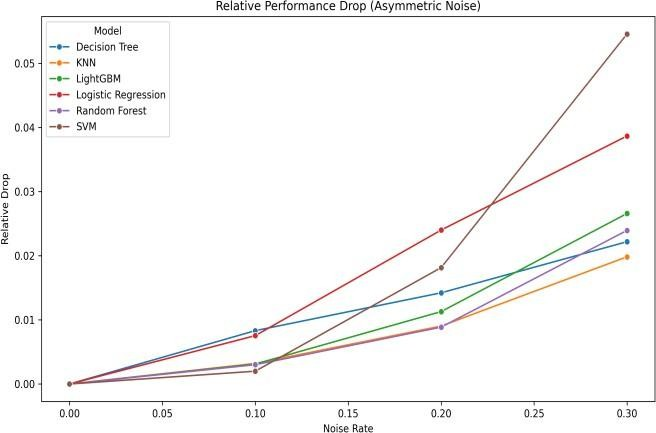 Relative Performance Drop (Asymmetric Noise)
Model
Decision Tree
KNN
LightGBM
Logistic Regression
Random Forest
SVM
Relative Drop
0.05
0.04
0.03
0.02
0.01
0.00
0.00 0.05 0.10 0.15 0.20 0.25 0.30
Noise Rate